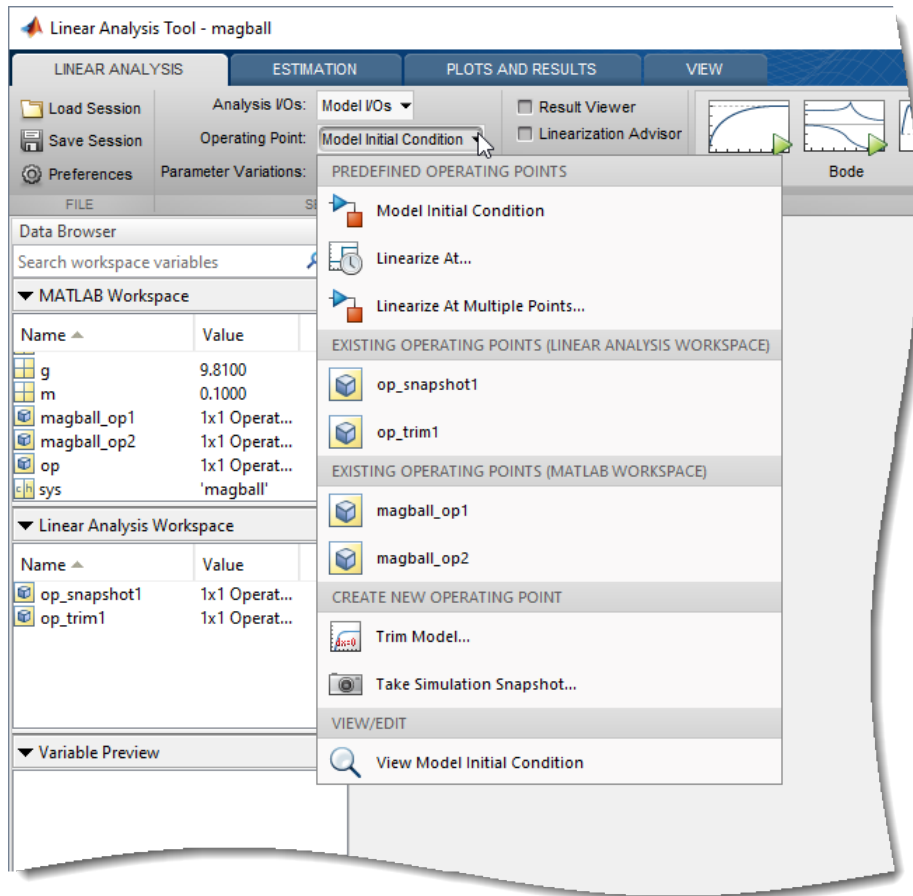 Linear Analysis Tool - magball
LINEAR ANALYSIS
ESTIMATION
PLOTS AND RESULTS
VIEW
Load Session
Save Session
Preferences
FILE
Analysis I/Os:
Model I/Os
Operating Point:
Model Initial Condition
Parameter Variations:
Result Viewer
Linearization Advisor
Bode
Data Browser
Search workspace variables
MATLAB Workspace
Name
Value
g 9.8100
m 0.1000
magball_op1 1x1 Operat...
magball_op2 1x1 Operat...
op 1x1 Operat...
ch sys 'magball'
Linear Analysis Workspace
Name
Value
op_snapshot1 1x1 Operat...
op_trim1 1x1 Operat...
Variable Preview
PREDEFINED OPERATING POINTS
Model Initial Condition
Linearize At...
Linearize At Multiple Points...
EXISTING OPERATING POINTS (LINEAR ANALYSIS WORKSPACE)
op_snapshot1
op_trim1
EXISTING OPERATING POINTS (MATLAB WORKSPACE)
magball_op1
magball_op2
CREATE NEW OPERATING POINT
dx=0 Trim Model...
Take Simulation Snapshot...
VIEW/EDIT
View Model Initial Condition